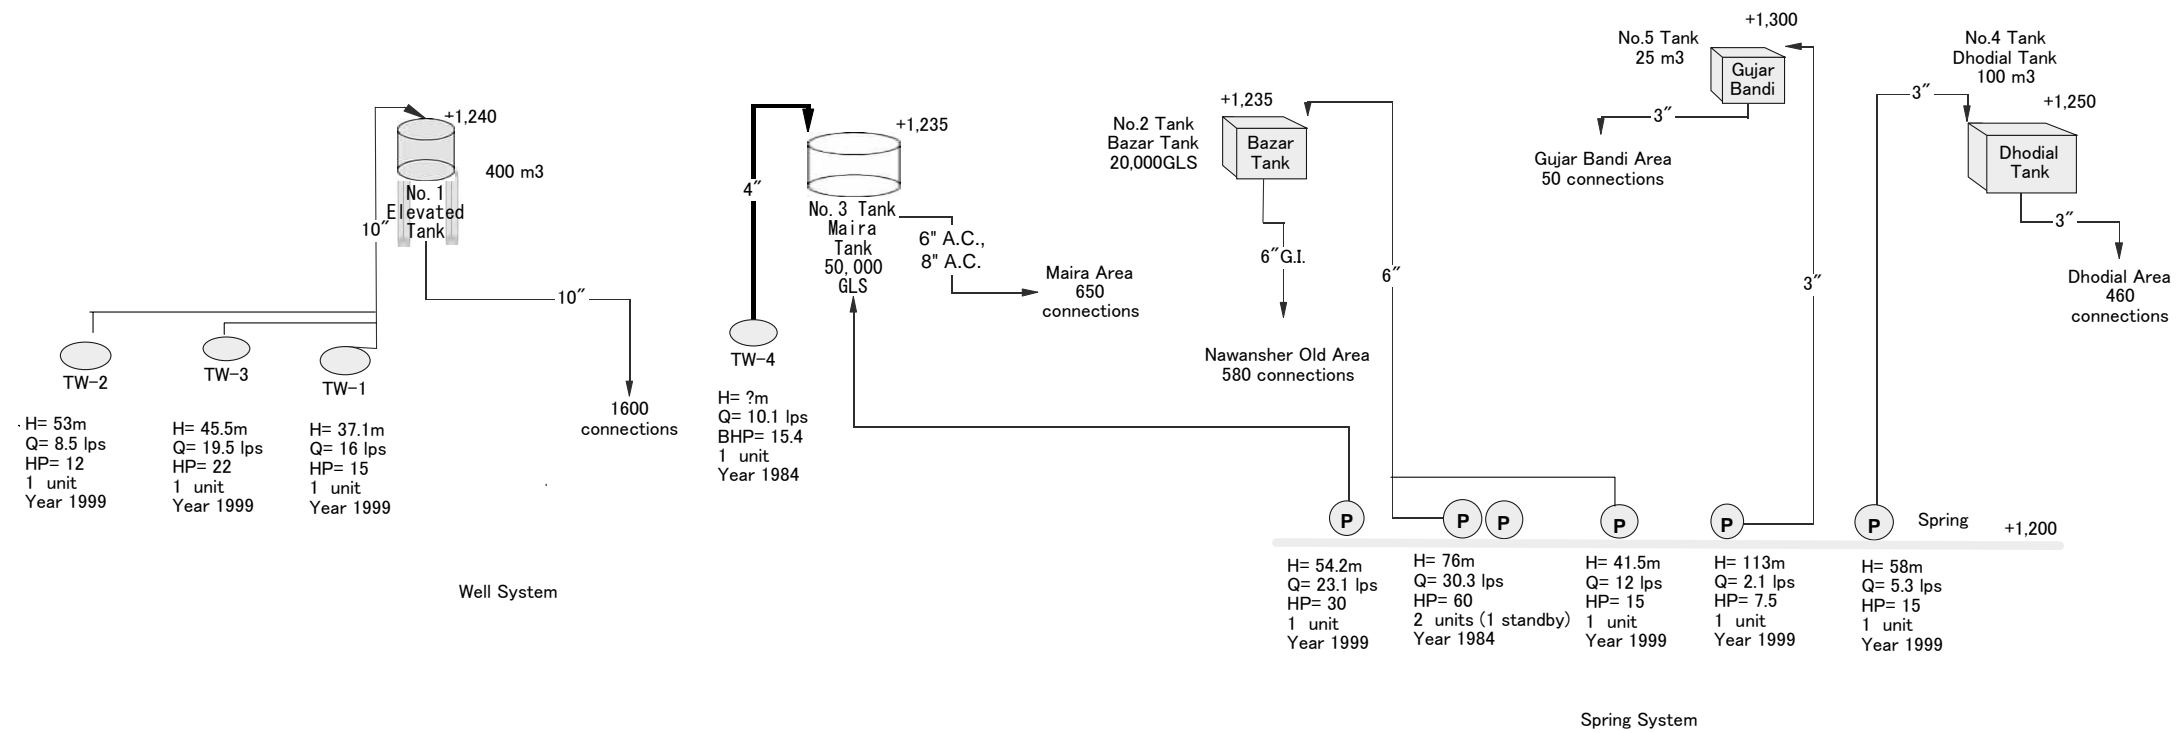 +1,240
400 m3
No. 1
Elevated
Tank
10″
10″
TW-2
TW-3
TW-1
H= 53m
Q= 8.5 lps
HP= 12
1 unit
Year 1999
H= 45.5m
Q= 19.5 lps
HP= 22
1 unit
Year 1999
H= 37.1m
Q= 16 lps
HP= 15
1 unit
Year 1999
1600
connections
Well System
4″
TW-4
H= ?m
Q= 10.1 lps
BHP= 15.4
1 unit
Year 1984
+1,235
No. 3 Tank
Maira
Tank
50,000
GLS
6" A.C.,
8" A.C.
Maira Area
650
connections
+1,235
No.2 Tank
Bazar Tank
20,000GLS
Bazar
Tank
6″G.I.
Nawansher Old Area
580 connections
6″
+1,300
No.5 Tank
25 m3
Gujar
Bandi
3″
Gujar Bandi Area
50 connections
3″
No.4 Tank
Dhodial Tank
100 m3
+1,250
3″
Dhodial
Tank
3″
Dhodial Area
460
connections
P
P
P
P
P
P
Spring
+1,200
H= 54.2m
Q= 23.1 lps
HP= 30
1 unit
Year 1999
H= 76m
Q= 30.3 lps
HP= 60
2 units (1 standby)
Year 1984
H= 41.5m
Q= 12 lps
HP= 15
1 unit
Year 1999
H= 113m
Q= 2.1 lps
HP= 7.5
1 unit
Year 1999
H= 58m
Q= 5.3 lps
HP= 15
1 unit
Year 1999
Spring System